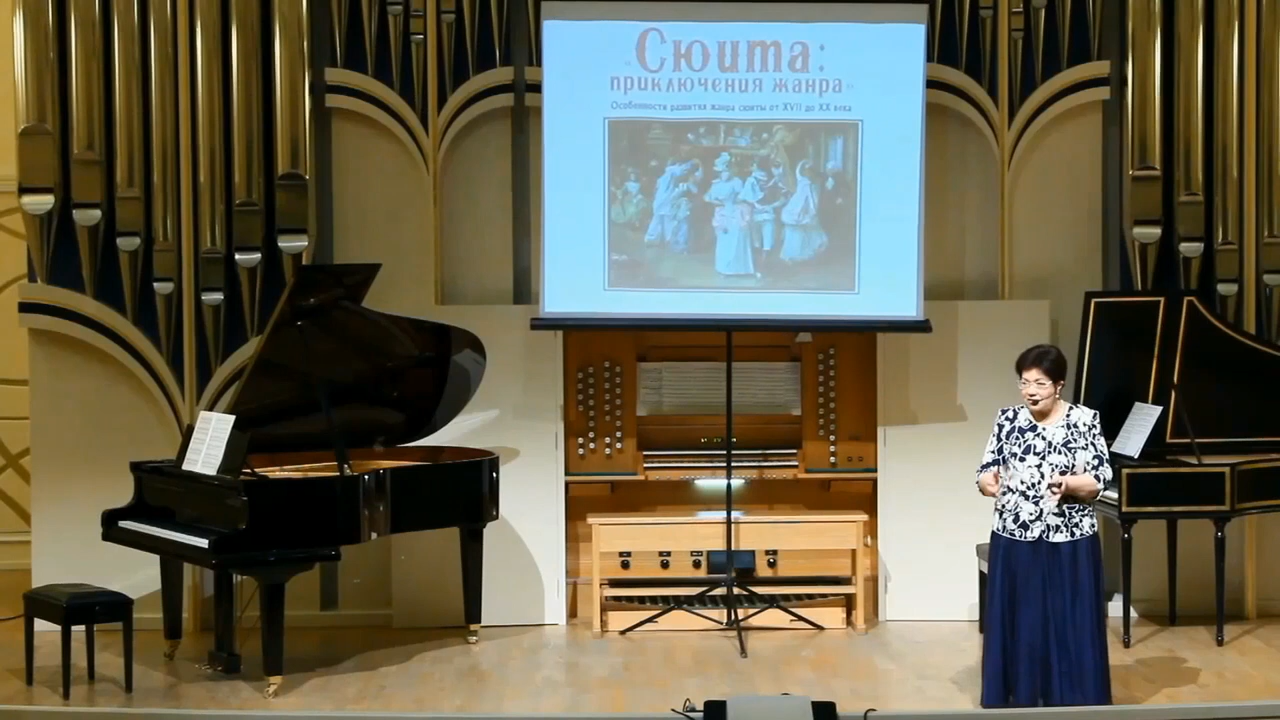 "Сюита:
приключения жанра"
Особенности развития жанра сюиты от XVII до XX века